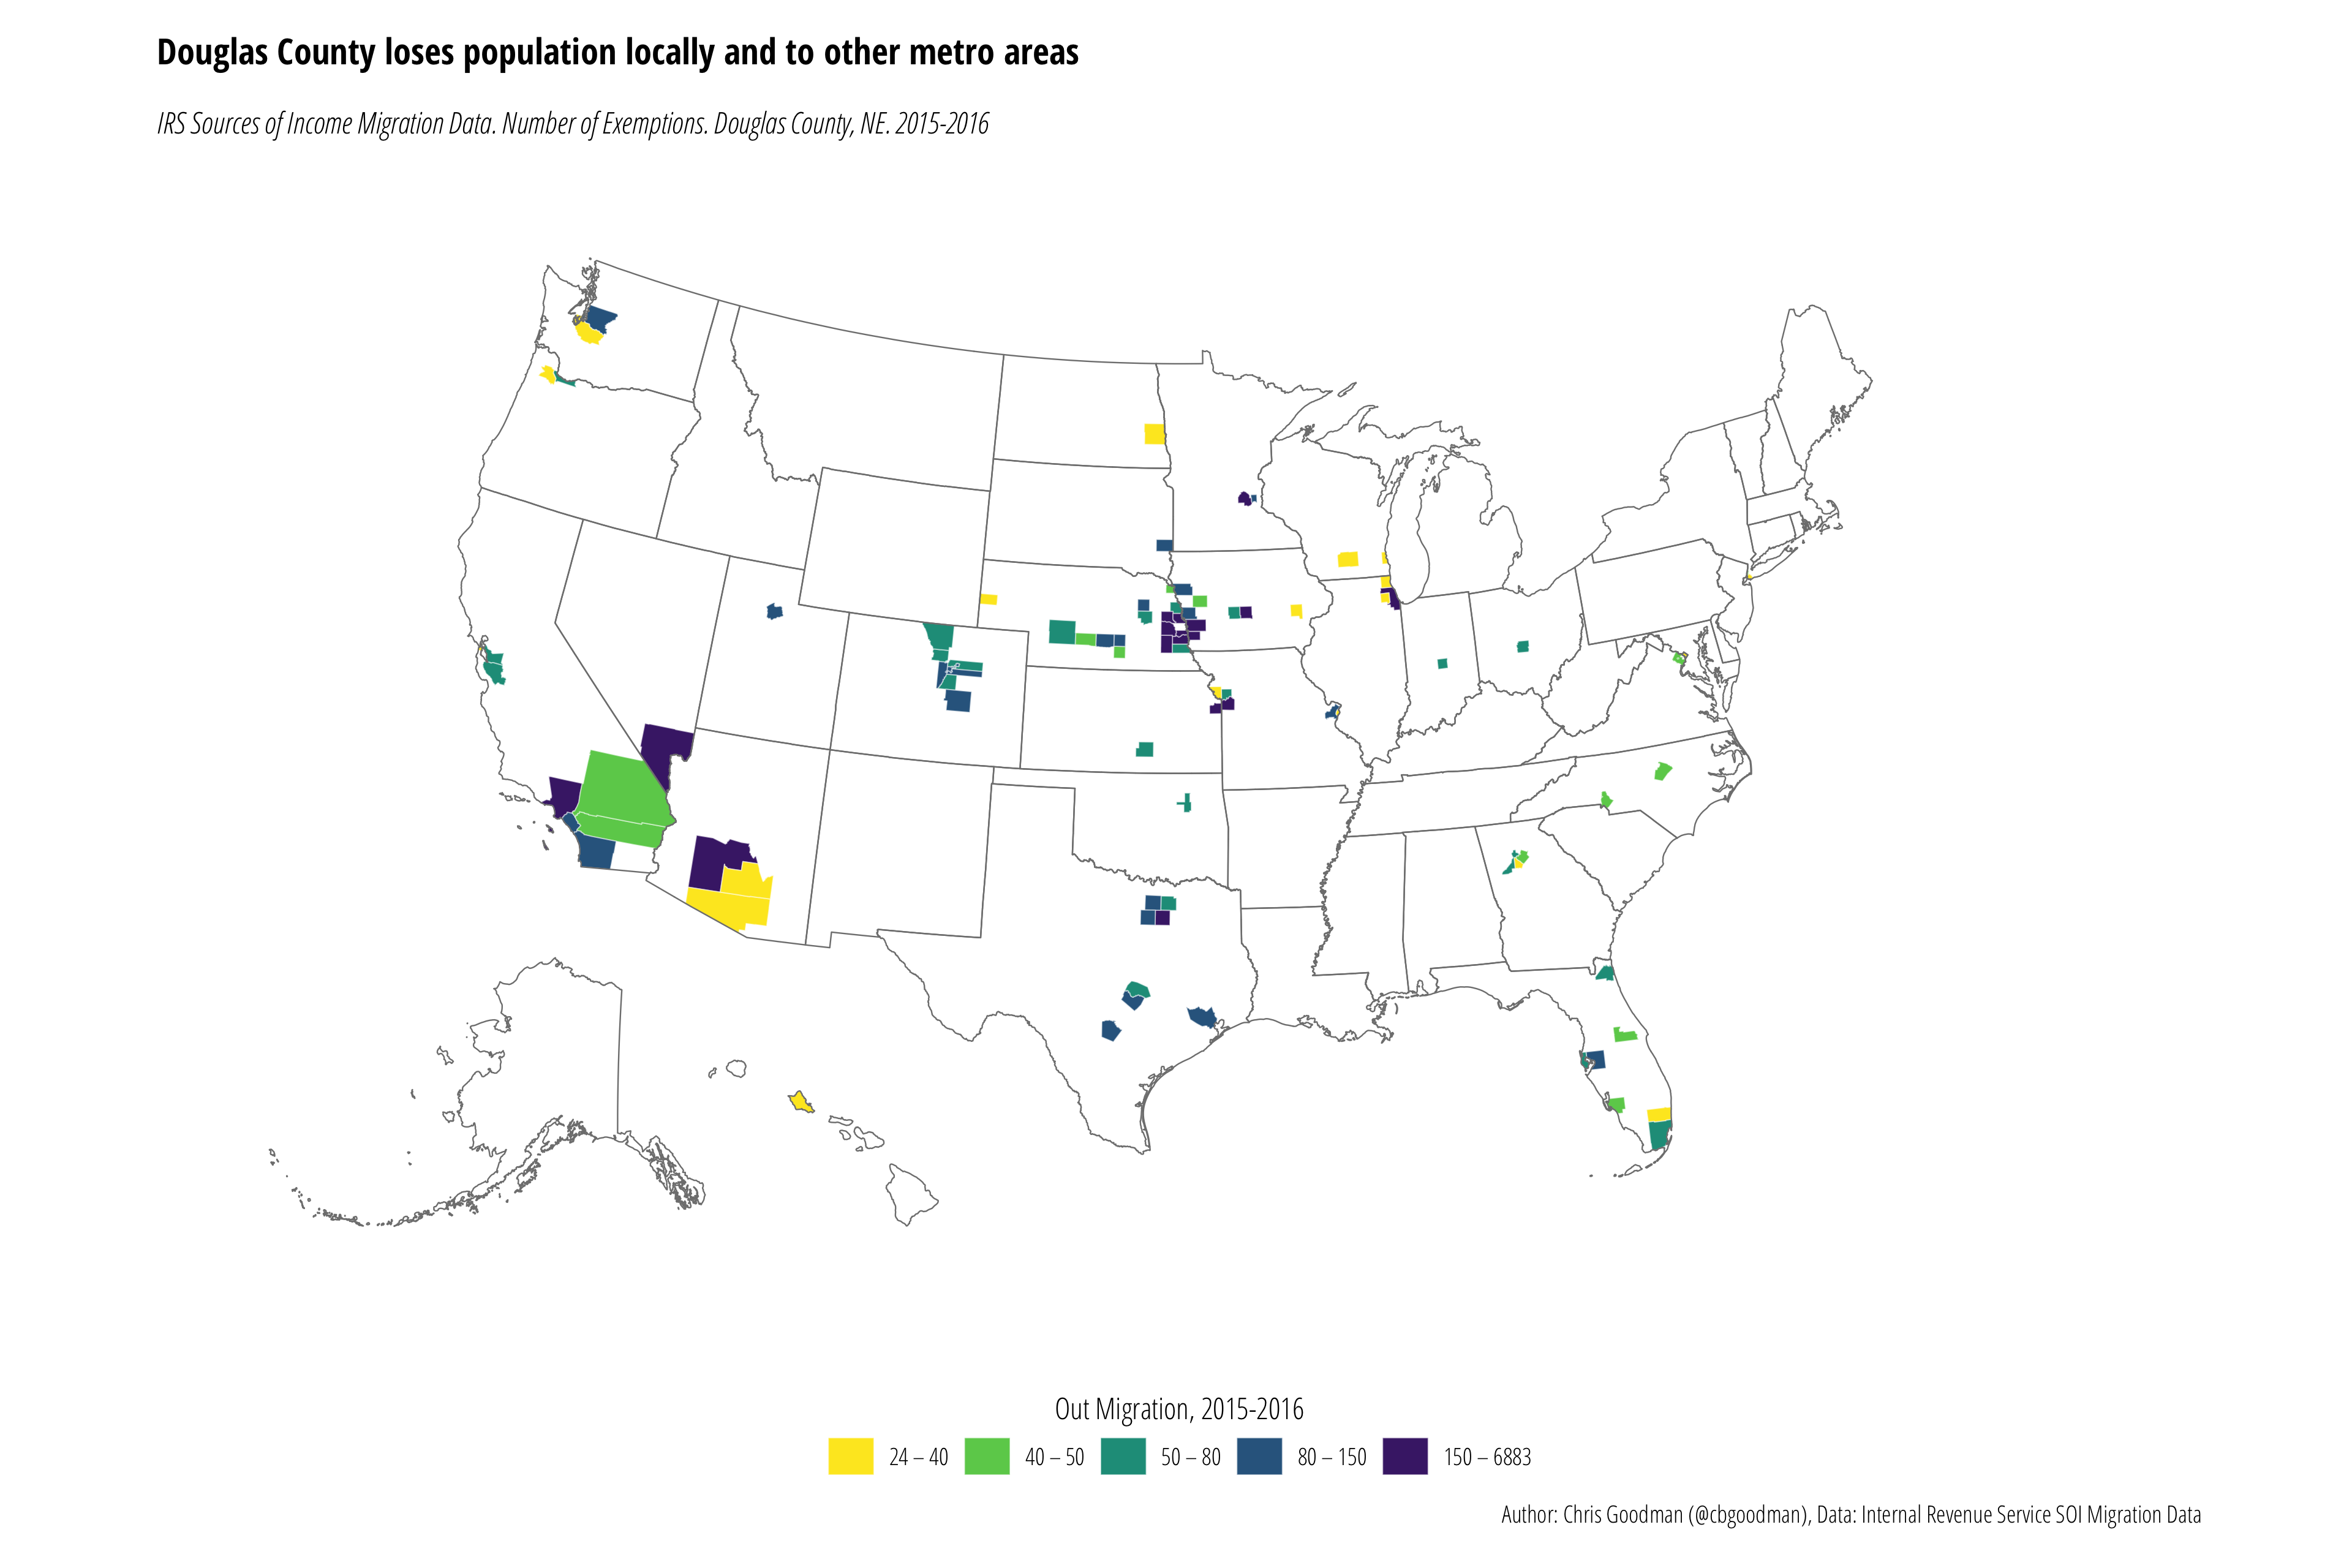 Douglas County loses population locally and to other metro areas
IRS Sources of Income Migration Data. Number of Exemptions. Douglas County, NE. 2015-2016
Out Migration, 2015-2016
24 – 40
40 – 50
50 – 80
80 – 150
150 – 6883
Author: Chris Goodman (@cbgoodman), Data: Internal Revenue Service SOI Migration Data